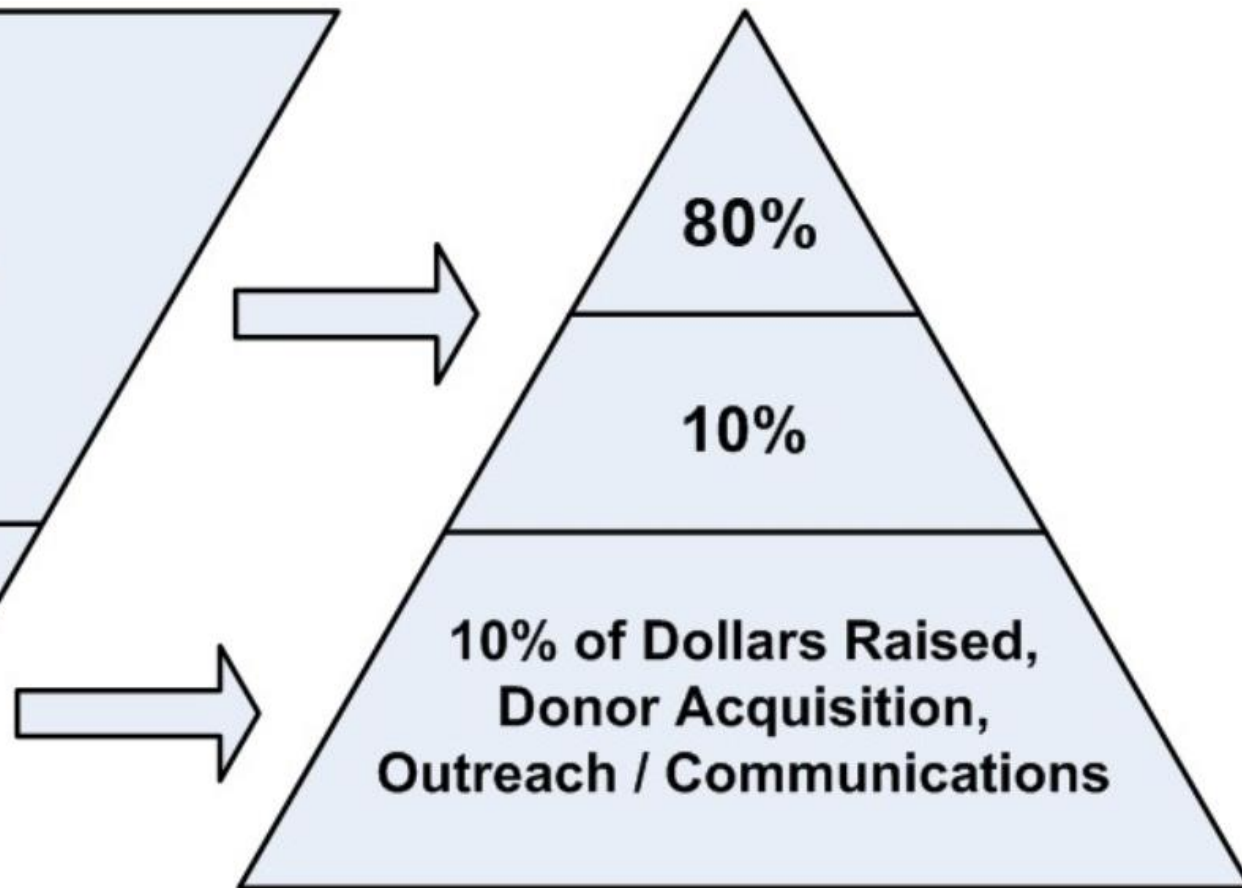 80%
10%
10% of Dollars Raised,
Donor Acquisition,
Outreach / Communications